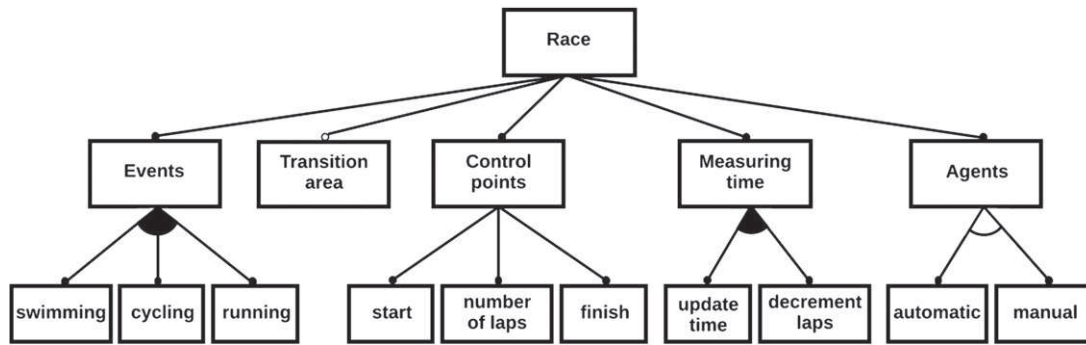 Race
Events
Transition
area
Control
points
Measuring
time
Agents
swimming
cycling
running
start
number
of laps
finish
update
time
decrement
laps
automatic
manual